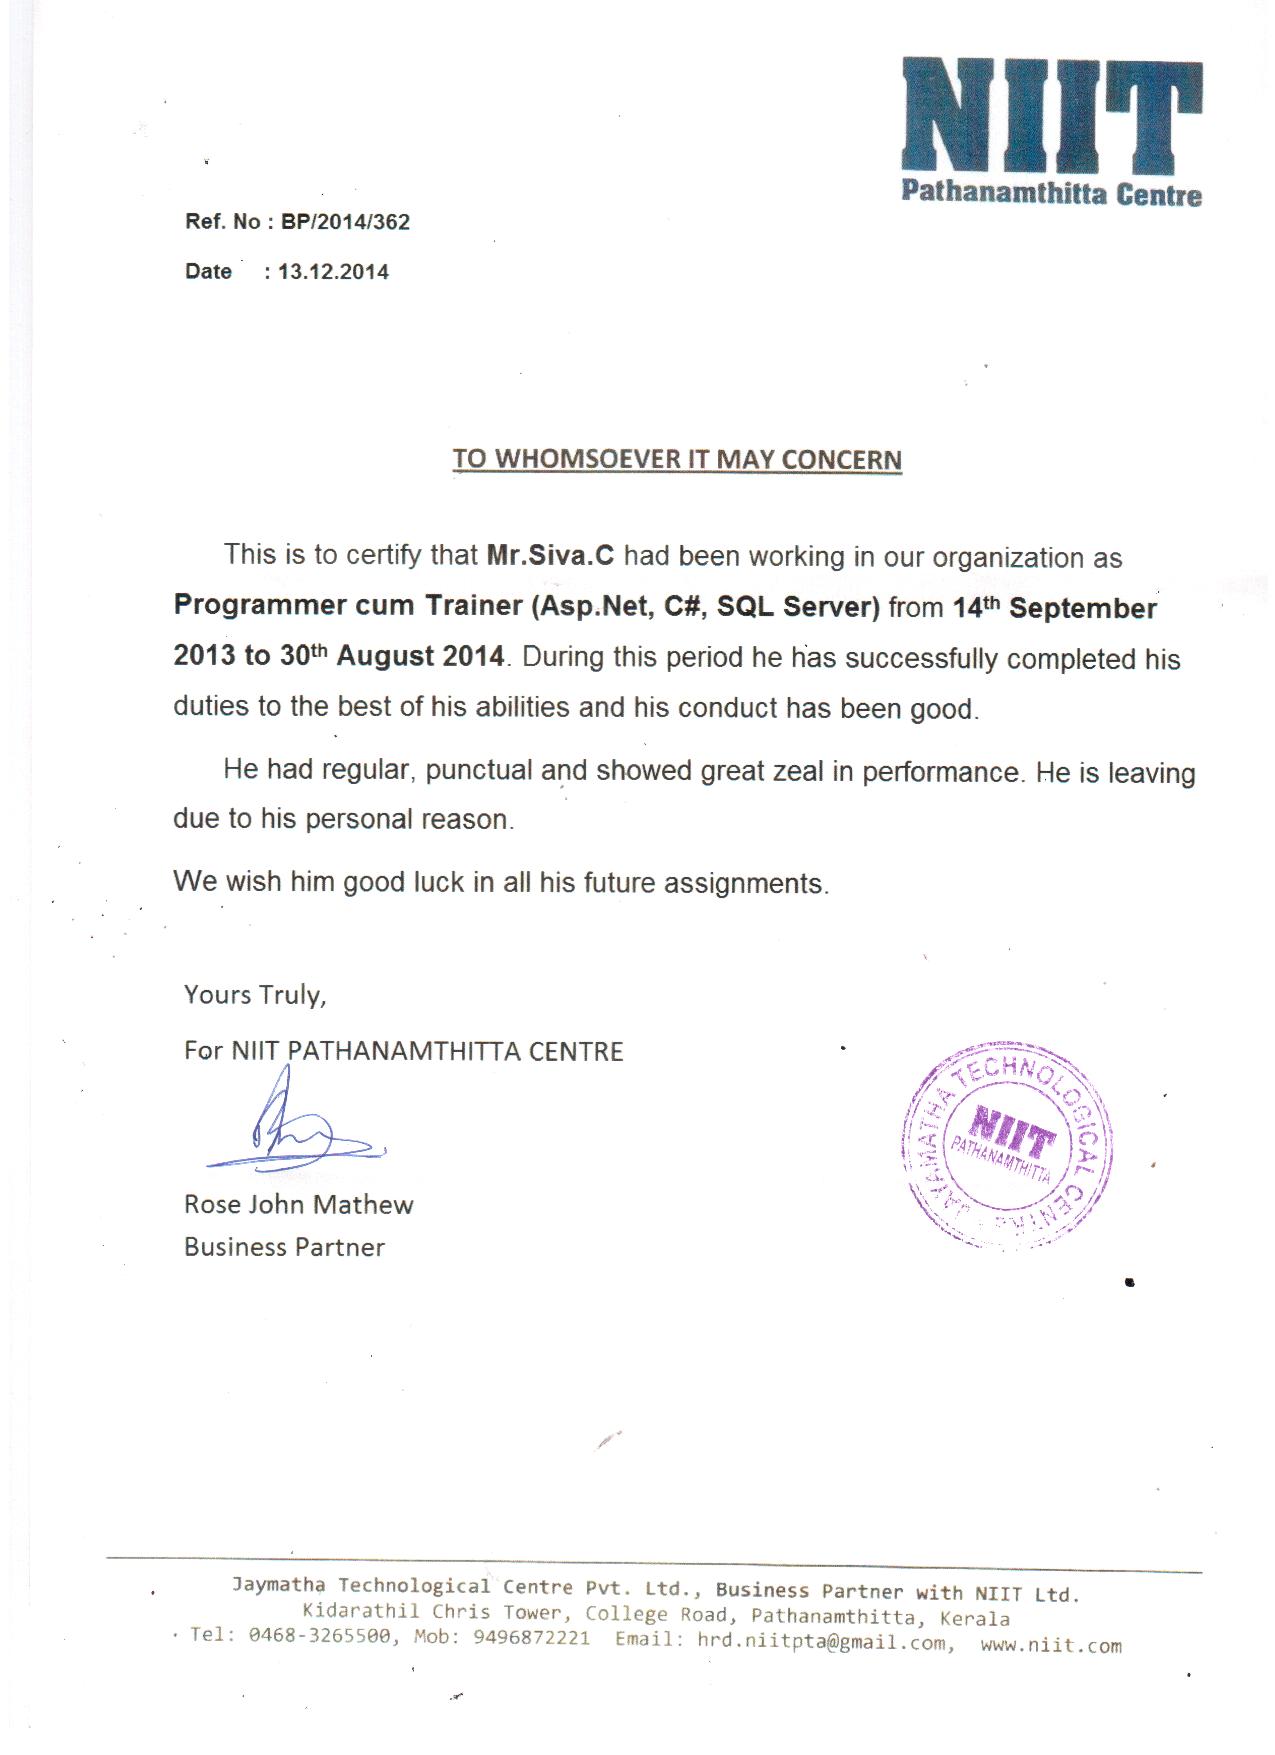 NIIT
Pathanamthitta Centre
Ref. No : BP/2014/362
Date : 13.12.2014
TO WHOMSOEVER IT MAY CONCERN
This is to certify that Mr.Siva.C had been working in our organization as
Programmer cum Trainer (Asp.Net, C#, SQL Server) from 14th September
2013 to 30th August 2014. During this period he has successfully completed his
duties to the best of his abilities and his conduct has been good.
He had regular, punctual and showed great zeal in performance. He is leaving
due to his personal reason.
We wish him good luck in all his future assignments.
Yours Truly,
For NIIT PATHANAMTHITTA CENTRE
Rose John Mathew
Business Partner
JAYAMATHA TECHNOLOGICAL CENTRE
NIIT
PATHANAMTHITTA
Jaymatha Technological Centre Pvt. Ltd., Business Partner with NIIT Ltd.
Kidarathil Chris Tower, College Road, Pathanamthitta, Kerala
Tel: 0468-3265500, Mob: 9496872221 Email: hrd.niitpta@gmail.com, www.niit.com